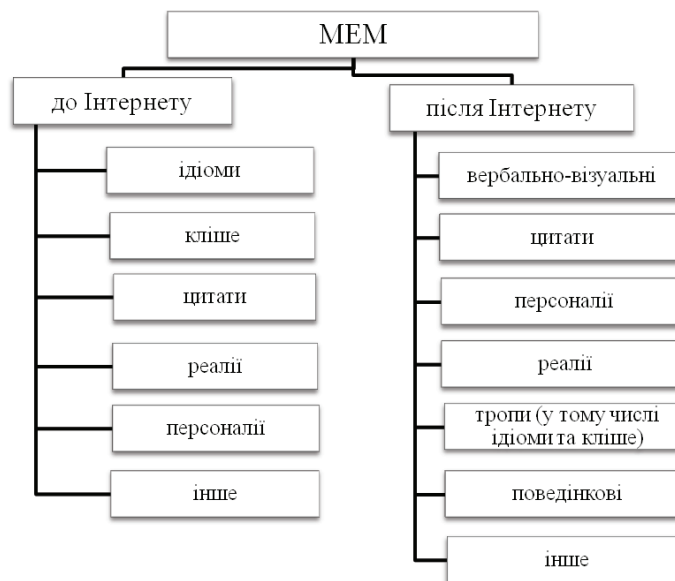 МЕМ
до Інтернету
ідіоми
кліше
цитати
реалії
персоналії
інше
після Інтернету
вербально-візуальні
цитати
персоналії
реалії
тропи (у тому числі
ідіоми та кліше)
поведінкові
інше